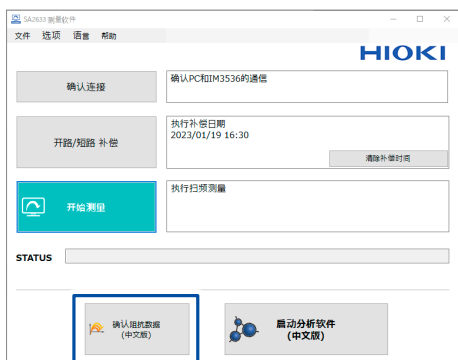 SA2633 测量软件
文件 选项 语言 帮助
HIOKI
确认连接
确认PC和IM3536的通信
开路/短路 补偿
执行补偿日期
2023/01/19 16:30
清除补偿时间
开始测量
执行扫频测量
STATUS
确认阻抗数据
(中文版)
启动分析软件
(中文版)